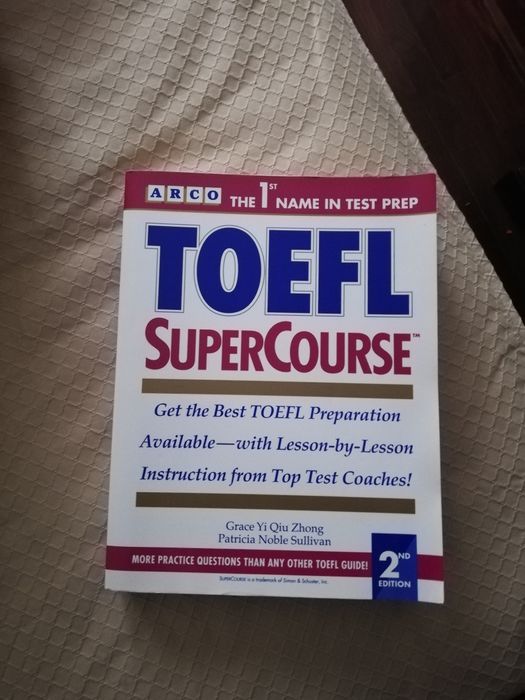 ARCO THE 1ST NAME IN TEST PREP
TOEFL
SUPERCOURSE™
Get the Best TOEFL Preparation
Available—with Lesson-by-Lesson
Instruction from Top Test Coaches!
Grace Yi Qiu Zhong
Patricia Noble Sullivan
MORE PRACTICE QUESTIONS THAN ANY OTHER TOEFL GUIDE!
2ND
EDITION
SUPERCOURSE is a trademark of Simon & Schuster, Inc.